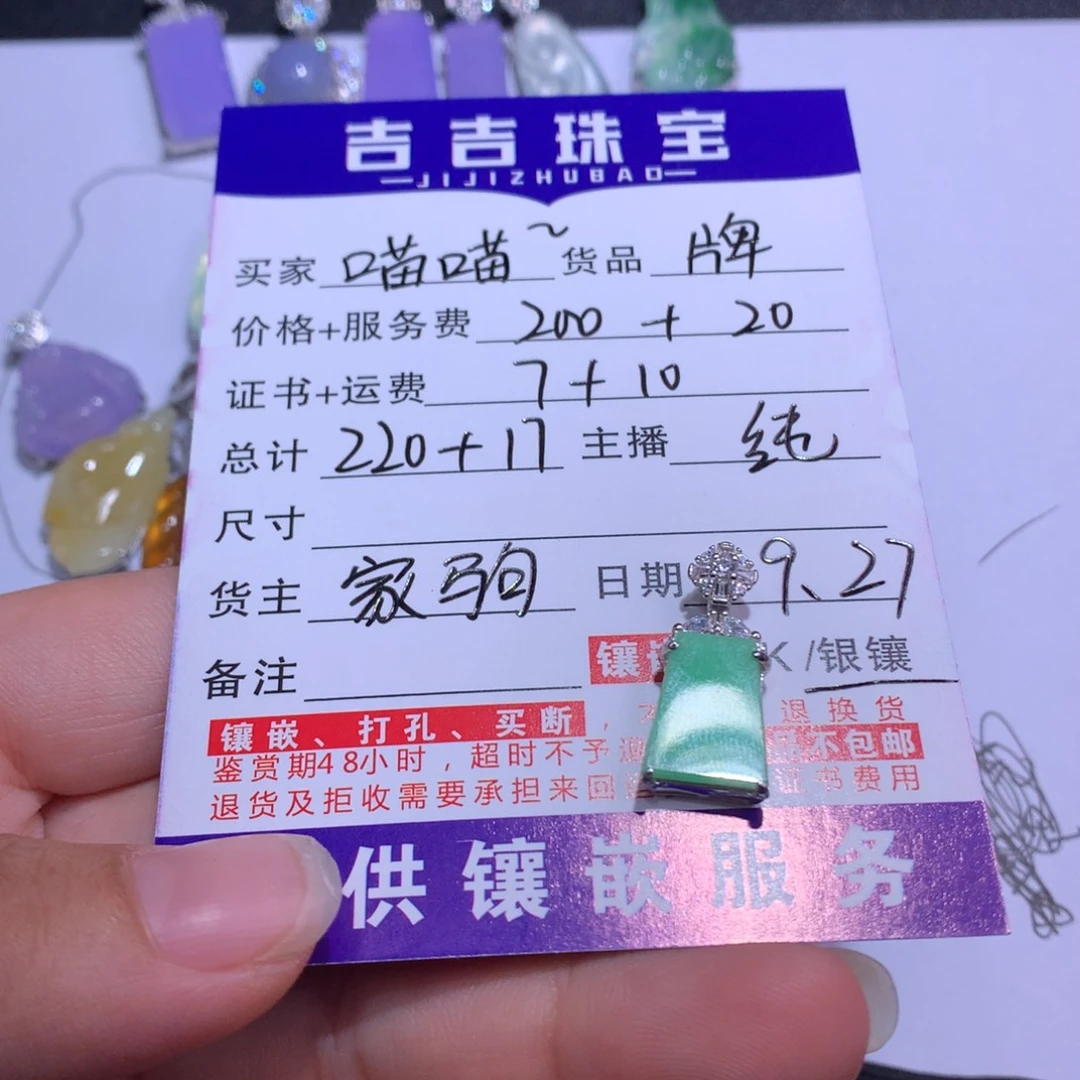 吉吉珠宝
JIJIZHUBAO
买家 喵喵~ 货品 牌
价格+服务费 200 + 20
证书+运费 7+10
总计 220+17 主播 纯
尺寸
货主 家驹 日期 9、27
备注 镶 K/银镶
镶嵌、打孔、买断， 退换货
鉴赏期48小时，超时不予 不包邮
退货及拒收需要承担来回 证书费用
供镶嵌服务